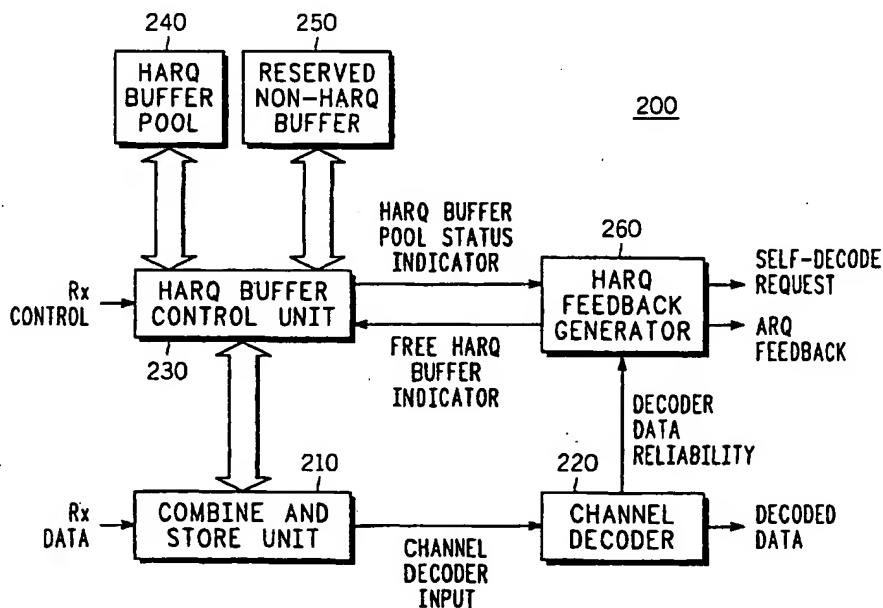 240
250
HARQ
BUFFER
POOL
RESERVED
NON-HARQ
BUFFER
200
HARQ BUFFER
POOL STATUS
INDICATOR
260
Rx
CONTROL
HARQ BUFFER
CONTROL UNIT
HARQ
FEEDBACK
GENERATOR
SELF-DECODE
REQUEST
ARQ
FEEDBACK
230
FREE HARQ
BUFFER
INDICATOR
DECODER
DATA
RELIABILITY
210
220
Rx
DATA
COMBINE AND
STORE UNIT
CHANNEL
DECODER
INPUT
CHANNEL
DECODER
DECODED
DATA